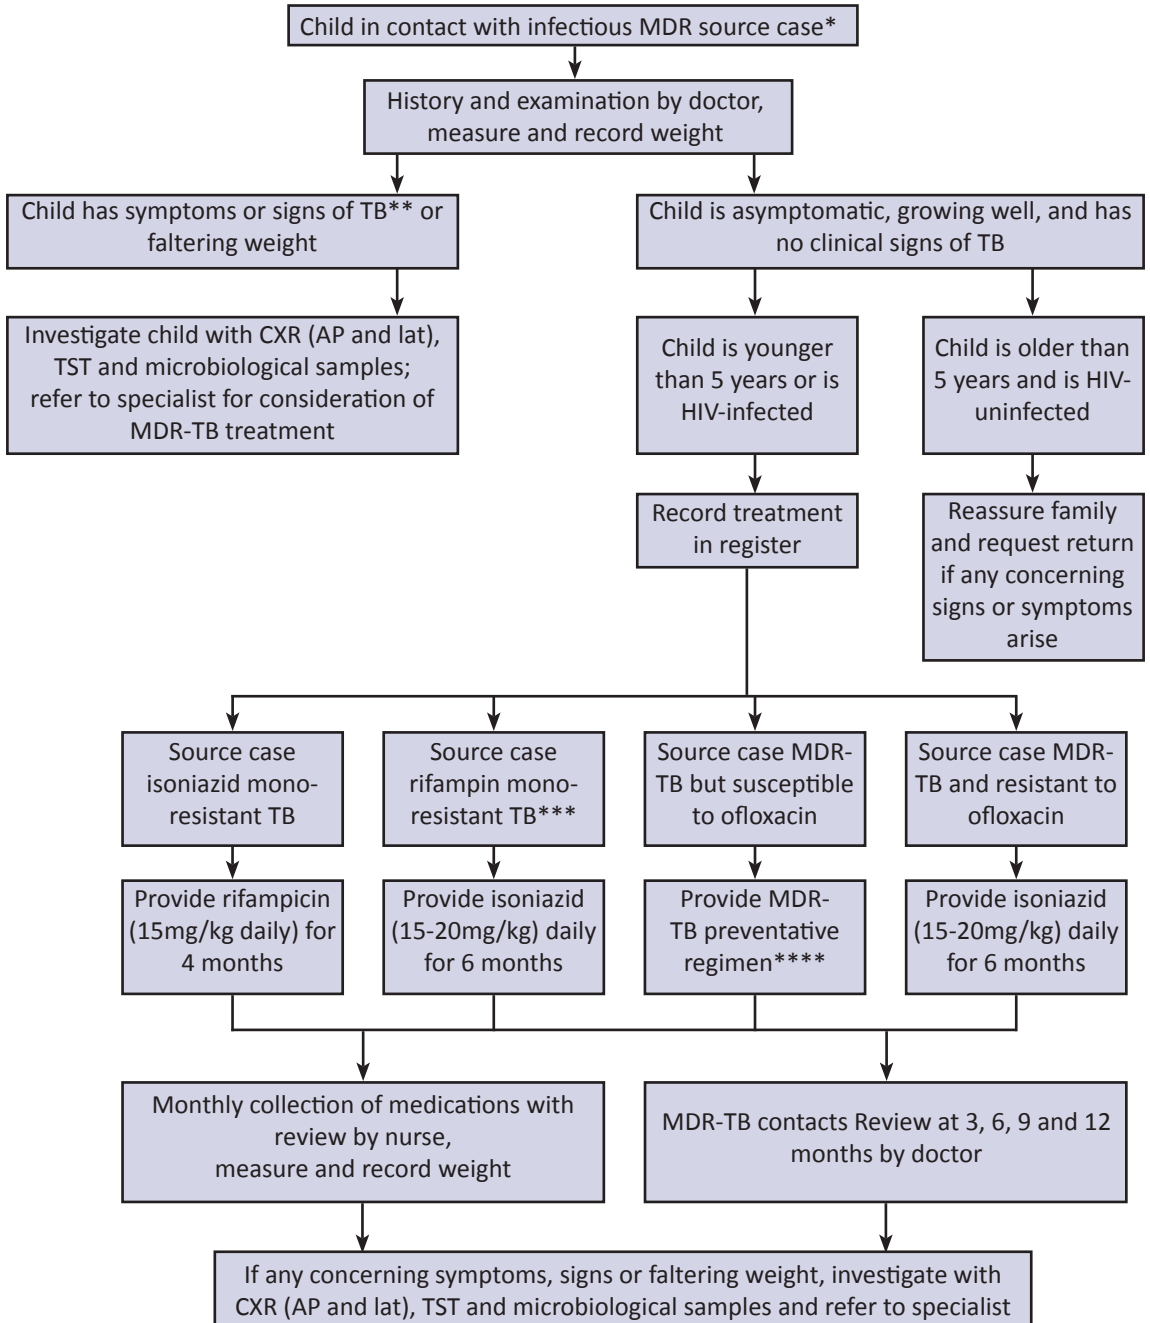 Child in contact with infectious MDR source case*
History and examination by doctor,
measure and record weight
Child has symptoms or signs of TB** or
faltering weight
Child is asymptomatic, growing well, and has
no clinical signs of TB
Investigate child with CXR (AP and lat),
TST and microbiological samples;
refer to specialist for consideration of
MDR-TB treatment
Child is younger
than 5 years or is
HIV-infected
Child is older than
5 years and is HIV-
uninfected
Record treatment
in register
Reassure family
and request return
if any concerning
signs or symptoms
arise
Source case
isoniazid mono-
resistant TB
Source case
rifampin mono-
resistant TB***
Source case MDR-
TB but susceptible
to ofloxacin
Source case MDR-
TB and resistant to
ofloxacin
Provide rifampicin
(15mg/kg daily) for
4 months
Provide isoniazid
(15-20mg/kg) daily
for 6 months
Provide MDR-
TB preventative
regimen****
Provide isoniazid
(15-20mg/kg) daily
for 6 months
Monthly collection of medications with
review by nurse,
measure and record weight
MDR-TB contacts Review at 3, 6, 9 and 12
months by doctor
If any concerning symptoms, signs or faltering weight, investigate with
CXR (AP and lat), TST and microbiological samples and refer to specialist